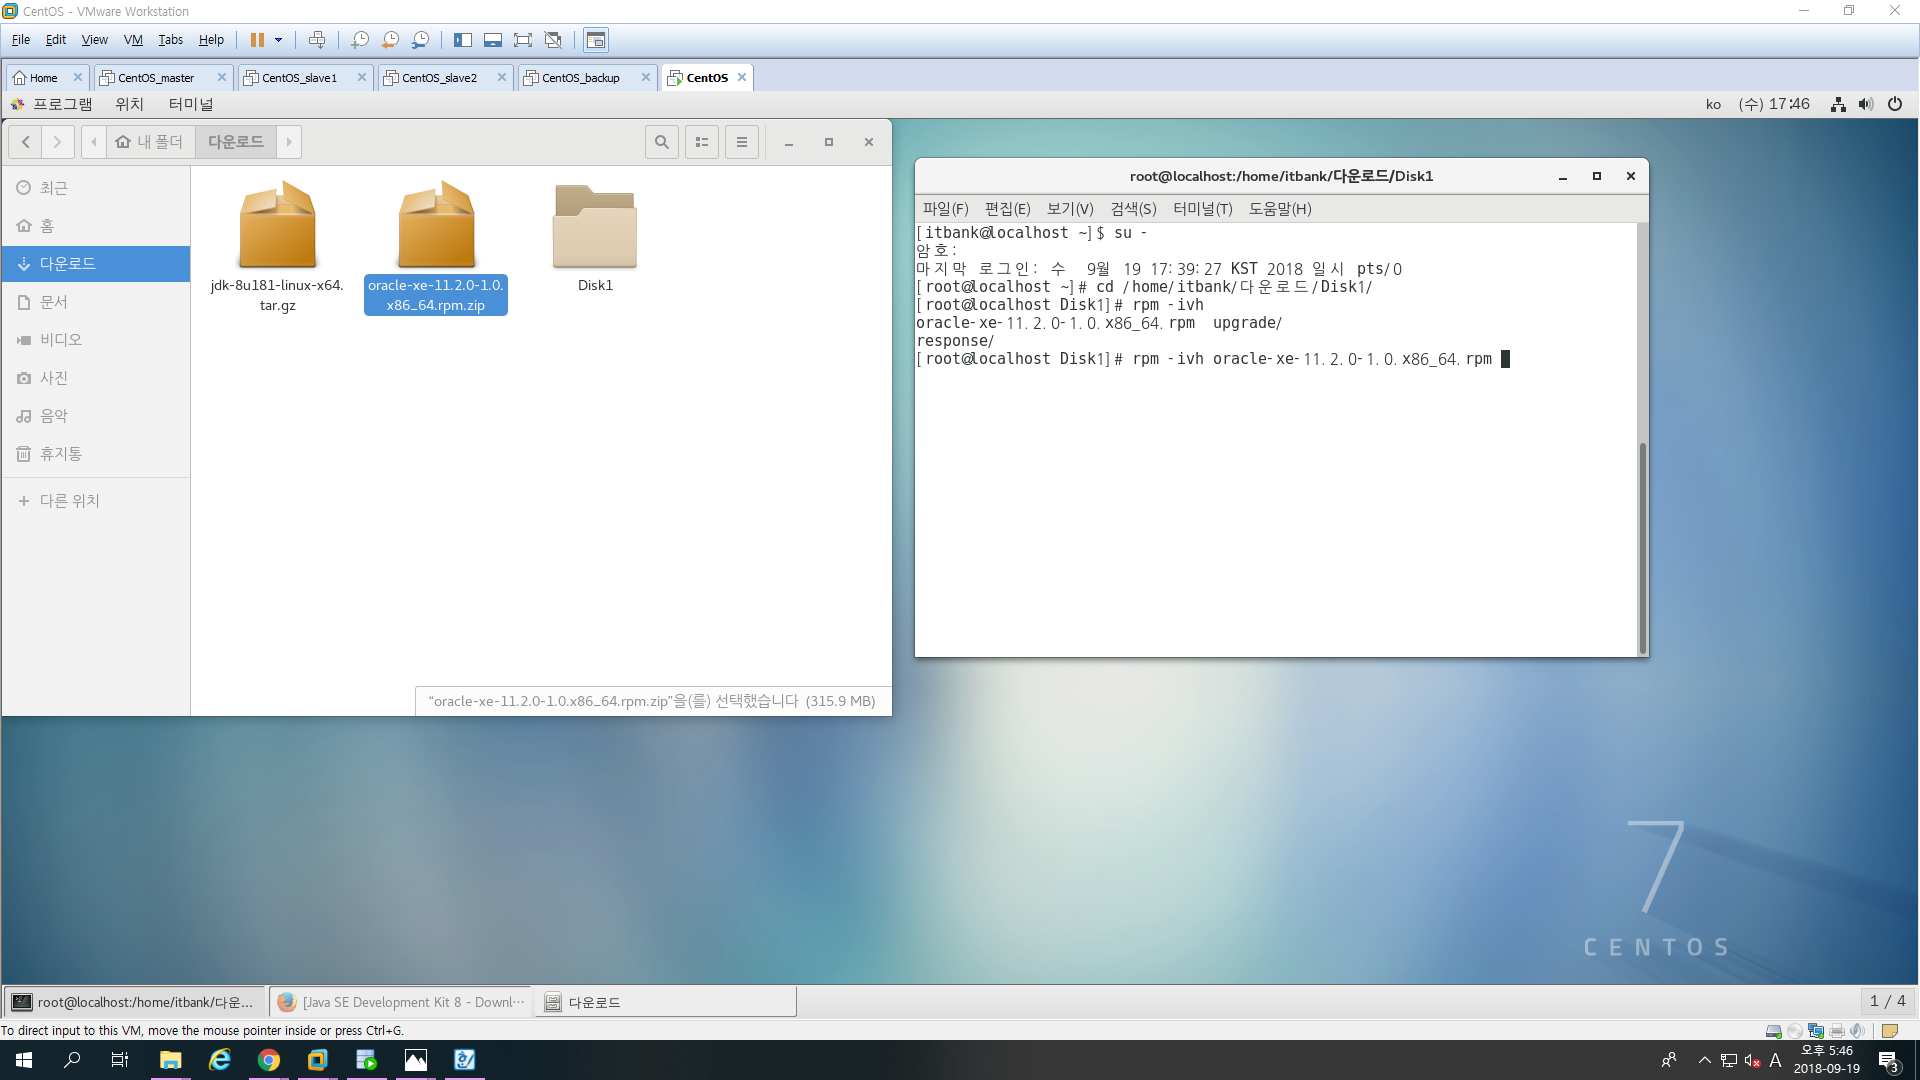 CentOS - VMware Workstation
File Edit View VM Tabs Help
Home CentOS_master CentOS_slave1 CentOS_slave2 CentOS_backup CentOS
프로그램 위치 터미널 ko (수) 17:46
내 폴더 다운로드
최근
홈
다운로드
문서
비디오
사진
음악
휴지통
다른 위치
jdk-8u181-linux-x64.
tar.gz
oracle-xe-11.2.0-1.0.
x86_64.rpm.zip
Disk1
“oracle-xe-11.2.0-1.0.x86_64.rpm.zip”을(를) 선택했습니다 (315.9 MB)
root@localhost:/home/itbank/다운로드/Disk1
파일(F) 편집(E) 보기(V) 검색(S) 터미널(T) 도움말(H)
[itbank@localhost ~]$ su -
암호:
마지막 로그인: 수  9월 19 17:39:27 KST 2018 일시 pts/0
[root@localhost ~]# cd /home/itbank/다운로드/Disk1/
[root@localhost Disk1]# rpm -ivh
oracle-xe-11.2.0-1.0.x86_64.rpm  upgrade/
response/
[root@localhost Disk1]# rpm -ivh oracle-xe-11.2.0-1.0.x86_64.rpm
7
CENTOS
root@localhost:/home/itbank/다운... [Java SE Development Kit 8 - Downl... 다운로드 1 / 4
To direct input to this VM, move the mouse pointer inside or press Ctrl+G.
A 오후 5:46
2018-09-19 3